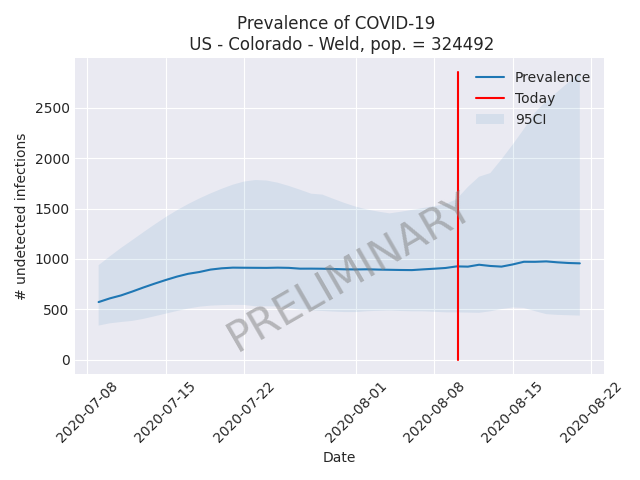 Prevalence of COVID-19
US - Colorado - Weld, pop. = 324492
Prevalence
Today
95CI
# undetected infections
2500
2000
1500
1000
500
0
PRELIMINARY
2020-07-08
2020-07-15
2020-07-22
2020-08-01
2020-08-08
2020-08-15
2020-08-22
Date